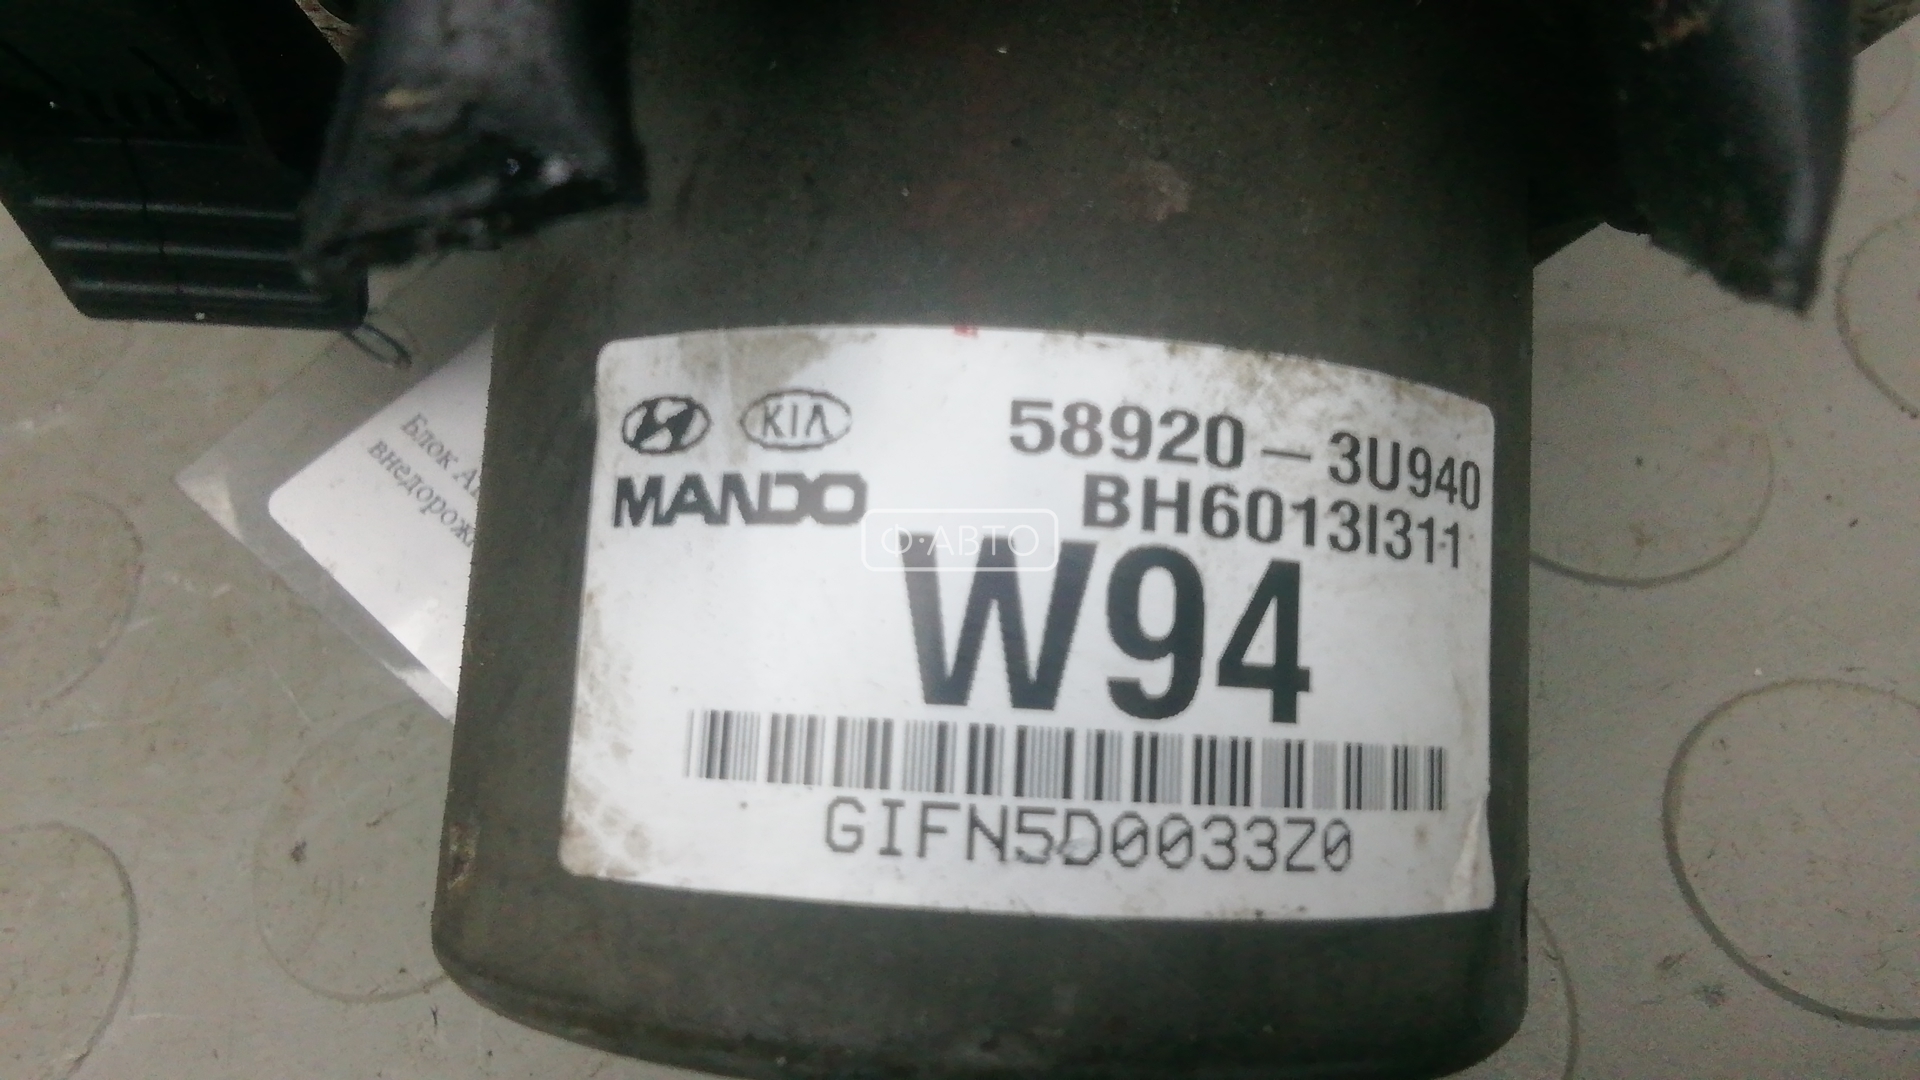 KIA
MANDO
58920-3U940
BH6013I311
W94
GIFN5D0033Z0
Блок
внедорож
Ф·АВТО